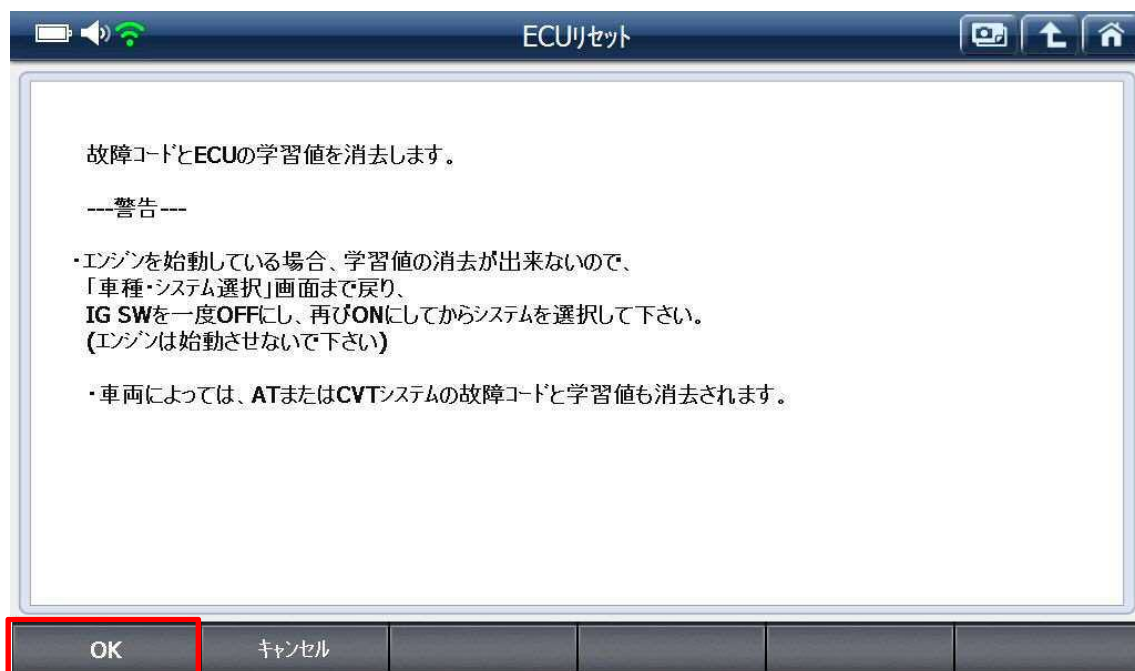 ECUリセット
故障コードとECUの学習値を消去します。
---警告---
・エンジンを始動している場合、学習値の消去が出来ないので、
「車種・システム選択」画面まで戻り、
IG SWを一度OFFにし、再びONにしてからシステムを選択して下さい。
(エンジンは始動させないで下さい)
・車両によっては、ATまたはCVTシステムの故障コードと学習値も消去されます。
OK
キャンセル